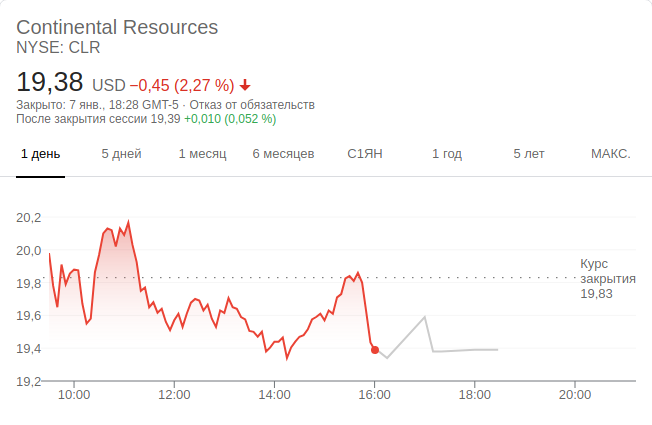 Continental Resources
NYSE: CLR
19,38 USD −0,45 (2,27 %)
Закрыто: 7 янв., 18:28 GMT-5 · Отказ от обязательств
После закрытия сессии 19,39 +0,010 (0,052 %)
1 день 5 дней 1 месяц 6 месяцев С1ЯН 1 год 5 лет МАКС.
20,2
20,0
19,8
19,6
19,4
19,2
Курс
закрытия
19,83
10:00 12:00 14:00 16:00 18:00 20:00